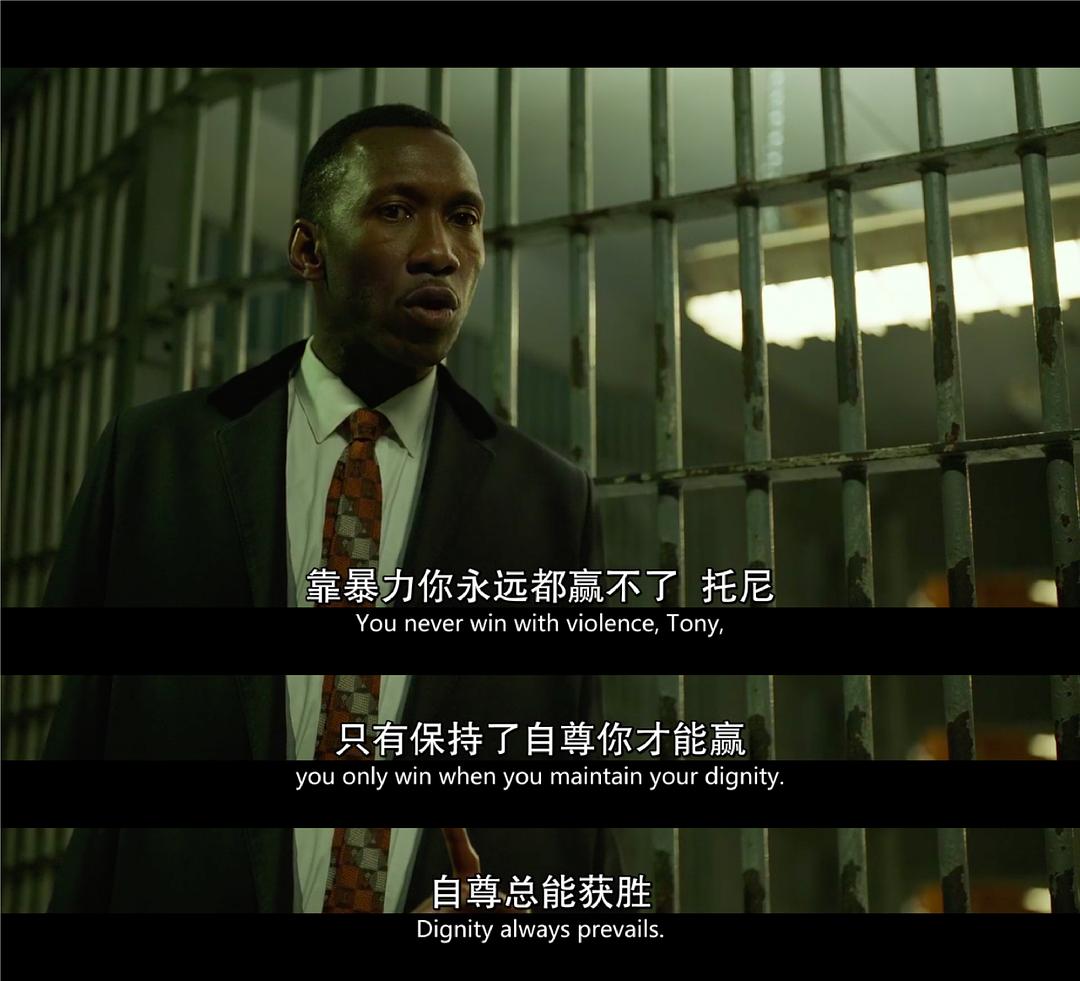 靠暴力你永远都赢不了 托尼
You never win with violence, Tony,
只有保持了自尊你才能赢
you only win when you maintain your dignity.
自尊总能获胜
Dignity always prevails.